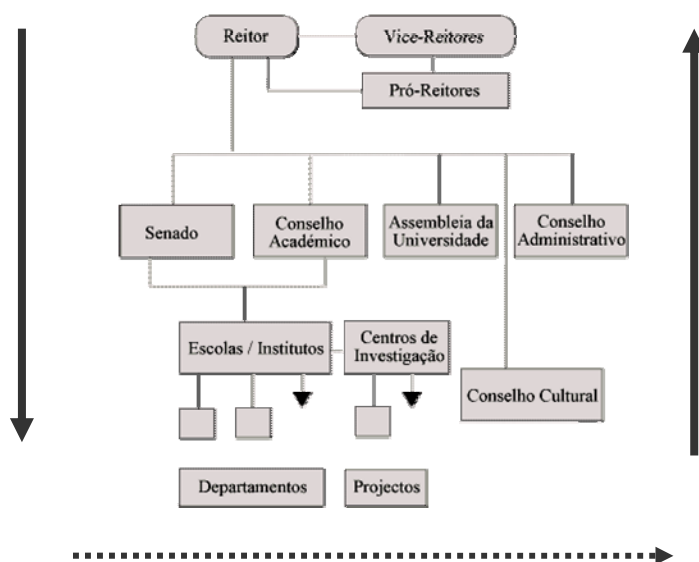 Reitor
Vice-Reitores
Pró-Reitores
Senado
Conselho
Académico
Assembleia da
Universidade
Conselho
Administrativo
Escolas / Institutos
Centros de
Investigação
Conselho Cultural
Departamentos
Projectos